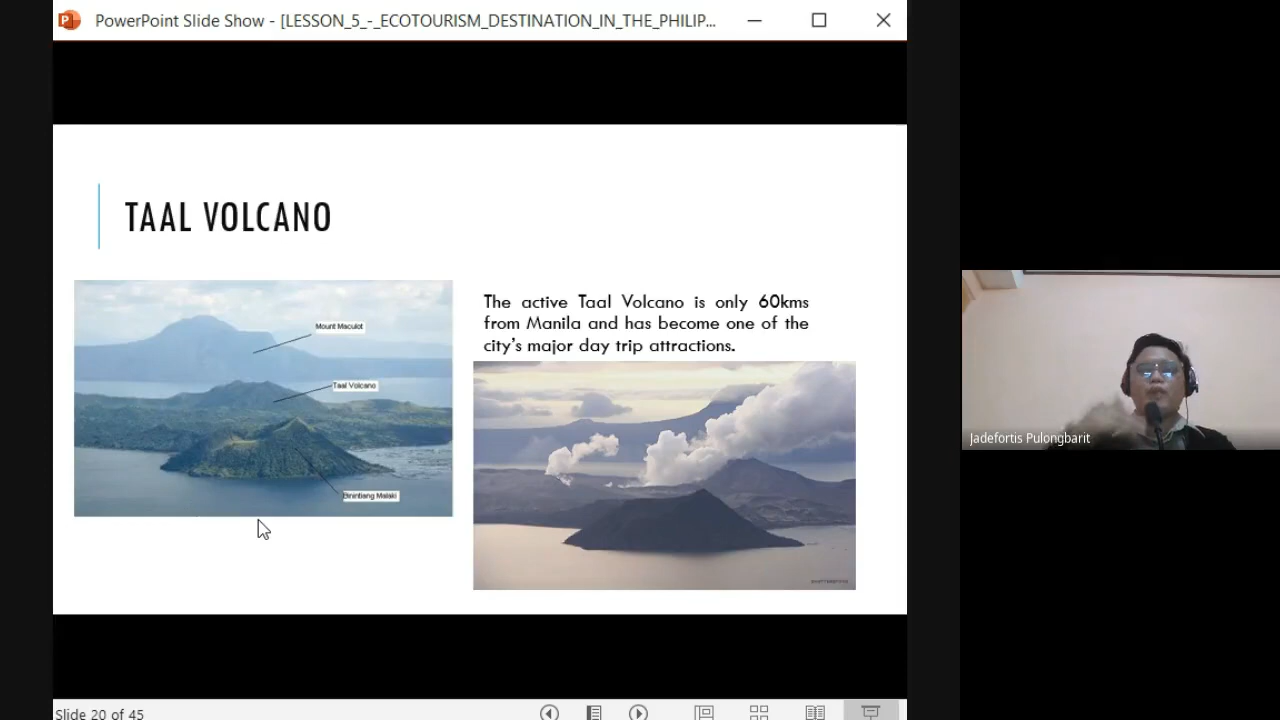 PowerPoint Slide Show - [LESSON_5_-_ECOTOURISM_DESTINATION_IN_THE_PHILIP...
TAAL VOLCANO
Mount Maculot
Taal Volcano
Binintiang Malaki
The active Taal Volcano is only 60kms
from Manila and has become one of the
city's major day trip attractions.
Jadefortis Pulongbarit
Slide 20 of 45